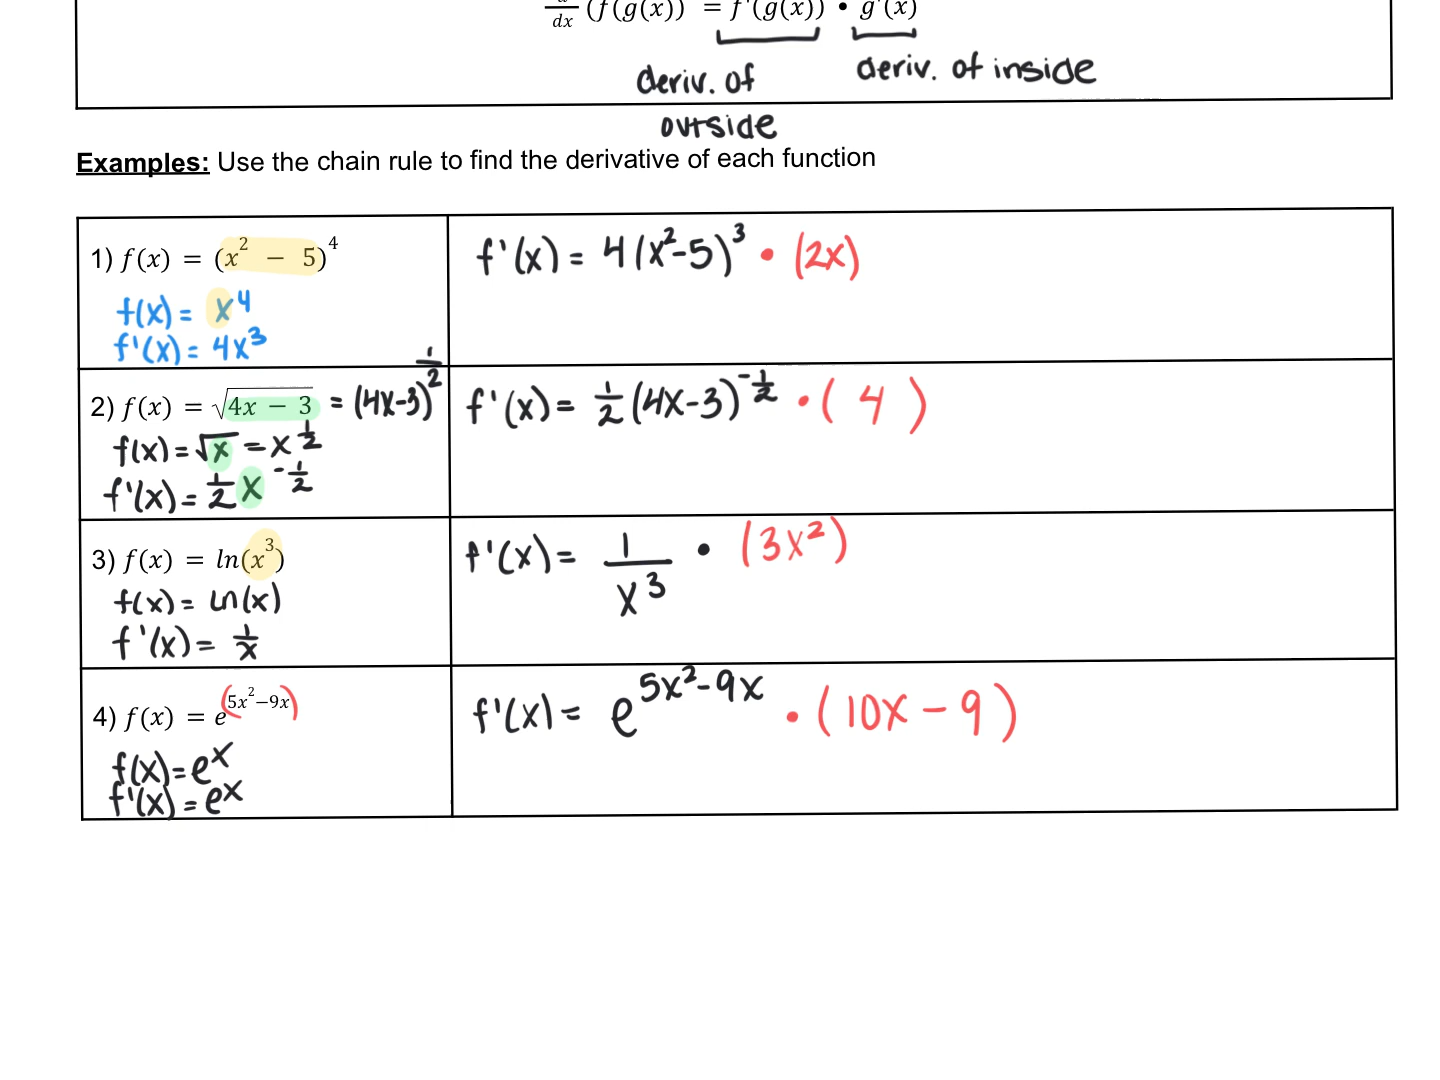 d/dx (f(g(x)) = f'(g(x)) • g'(x)
deriv. of
outside
deriv. of inside
Examples: Use the chain rule to find the derivative of each function
1) f(x) = (x² − 5)⁴
f(x) = x⁴
f'(x) = 4x³
f'(x) = 4(x²-5)³ • (2x)
2) f(x) = √(4x − 3) = (4x-3)^(1/2)
f(x) = √x = x^(1/2)
f'(x) = 1/2 x^(-1/2)
f'(x) = 1/2 (4x-3)^(-1/2) • ( 4 )
3) f(x) = ln(x³)
f(x) = ln(x)
f'(x) = 1/x
f'(x) = 1/x³ • (3x²)
4) f(x) = e^(5x²−9x)
f(x) = e^x
f'(x) = e^x
f'(x) = e^(5x²-9x) • (10x - 9)